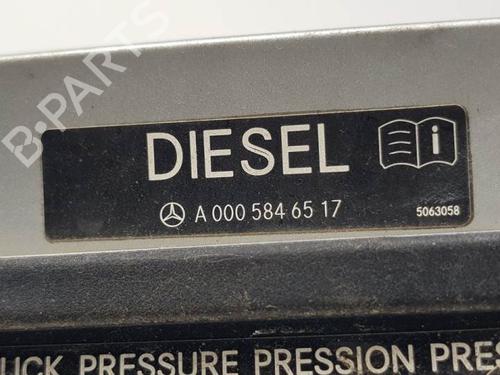 B-PARTS
DIESEL
A 000 584 65 17
5063058
PRESSURE PRESSION